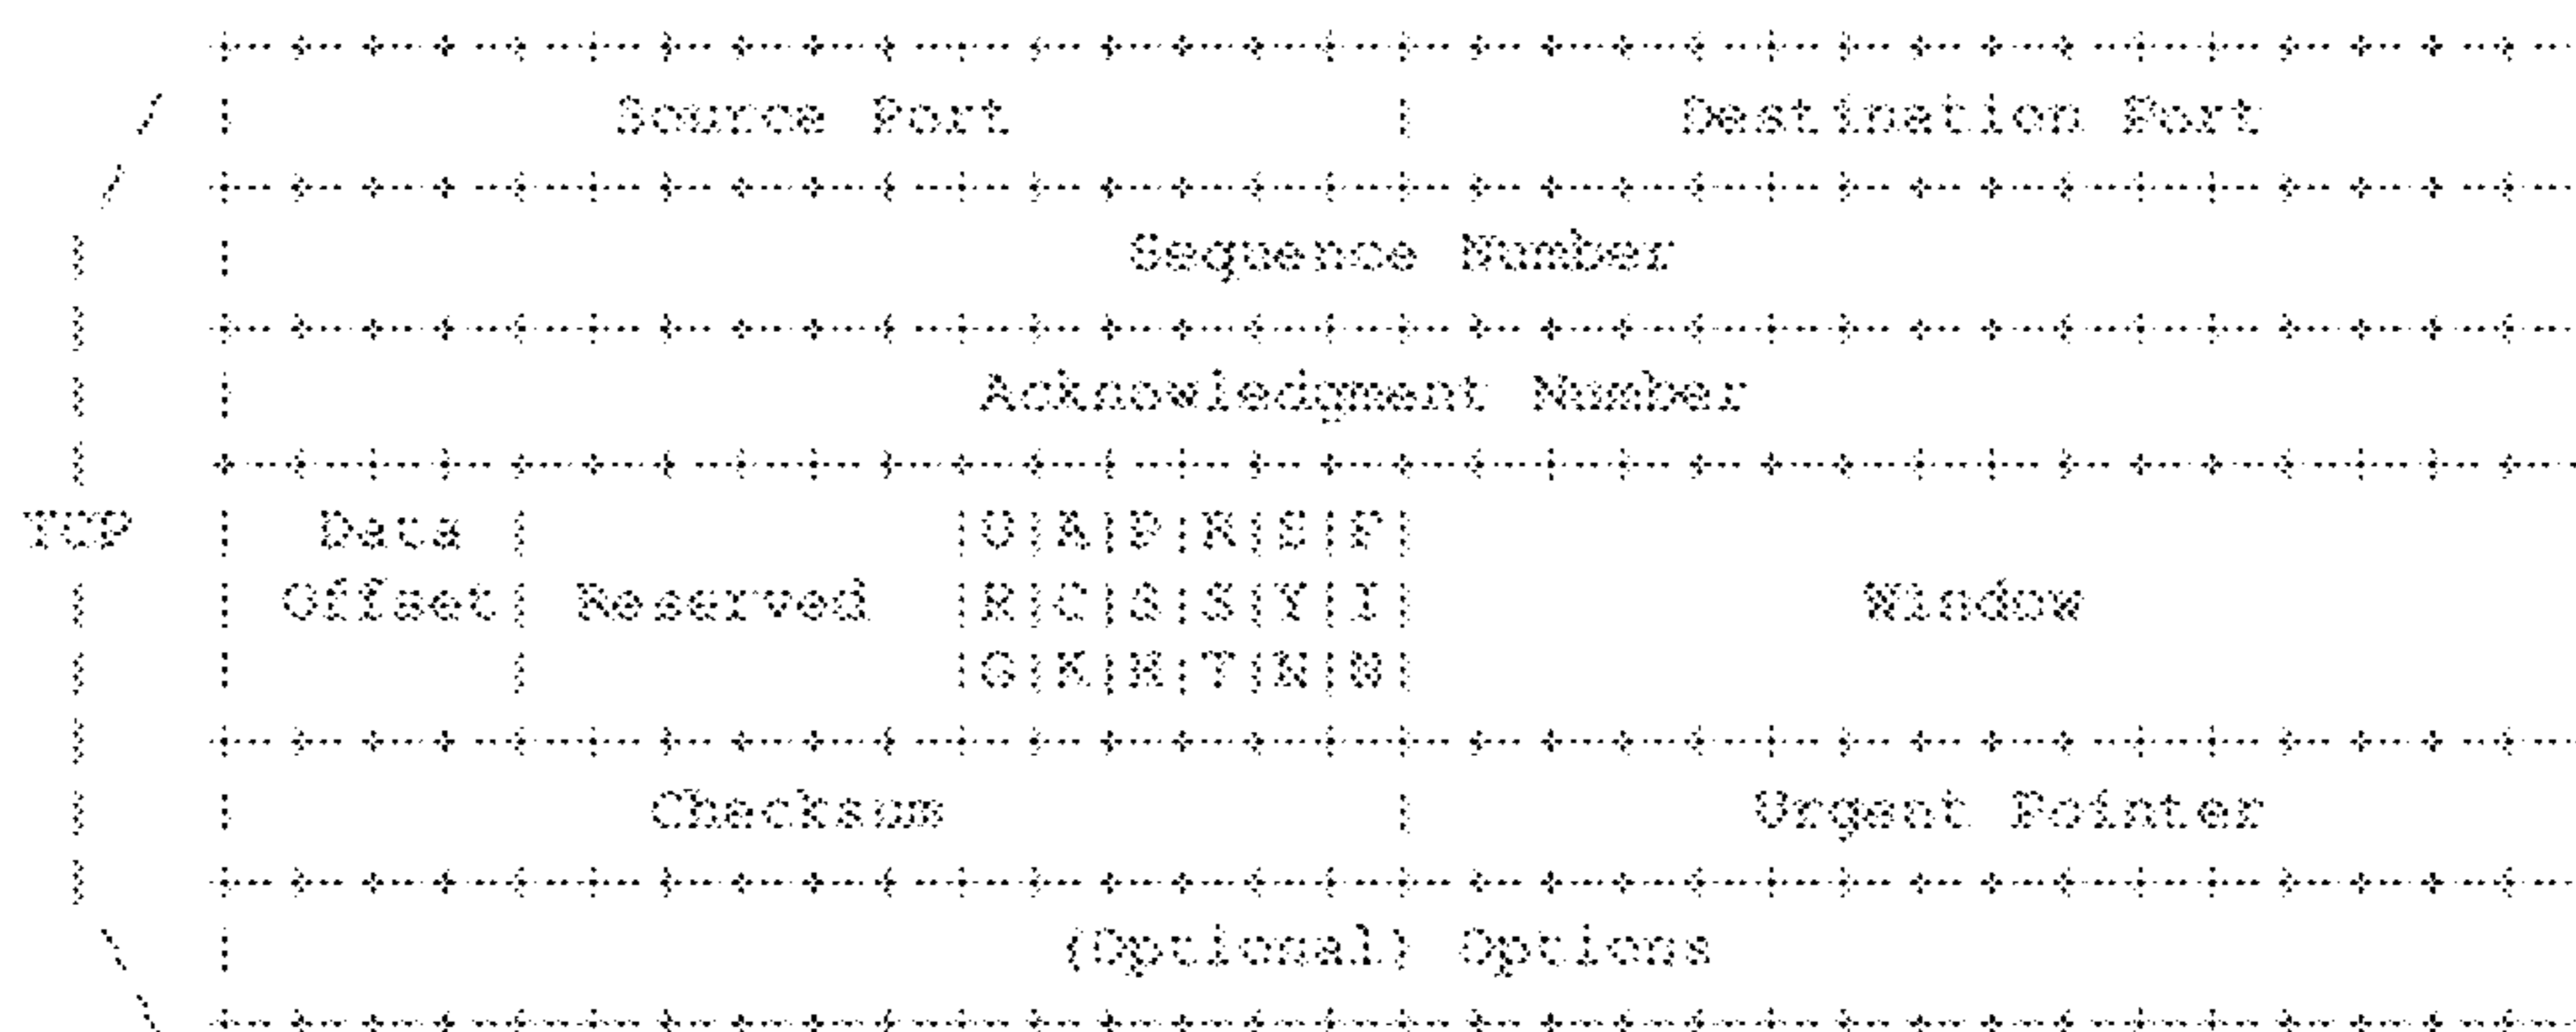 Source Port | Destination Port
Sequence Number
Acknowledgment Number
TCP | Data | |U|A|P|R|S|F|
| Offset| Reserved |R|C|S|S|Y|I| Window
| | |G|K|H|T|N|N|
Checksum | Urgent Pointer
(Optional) Options